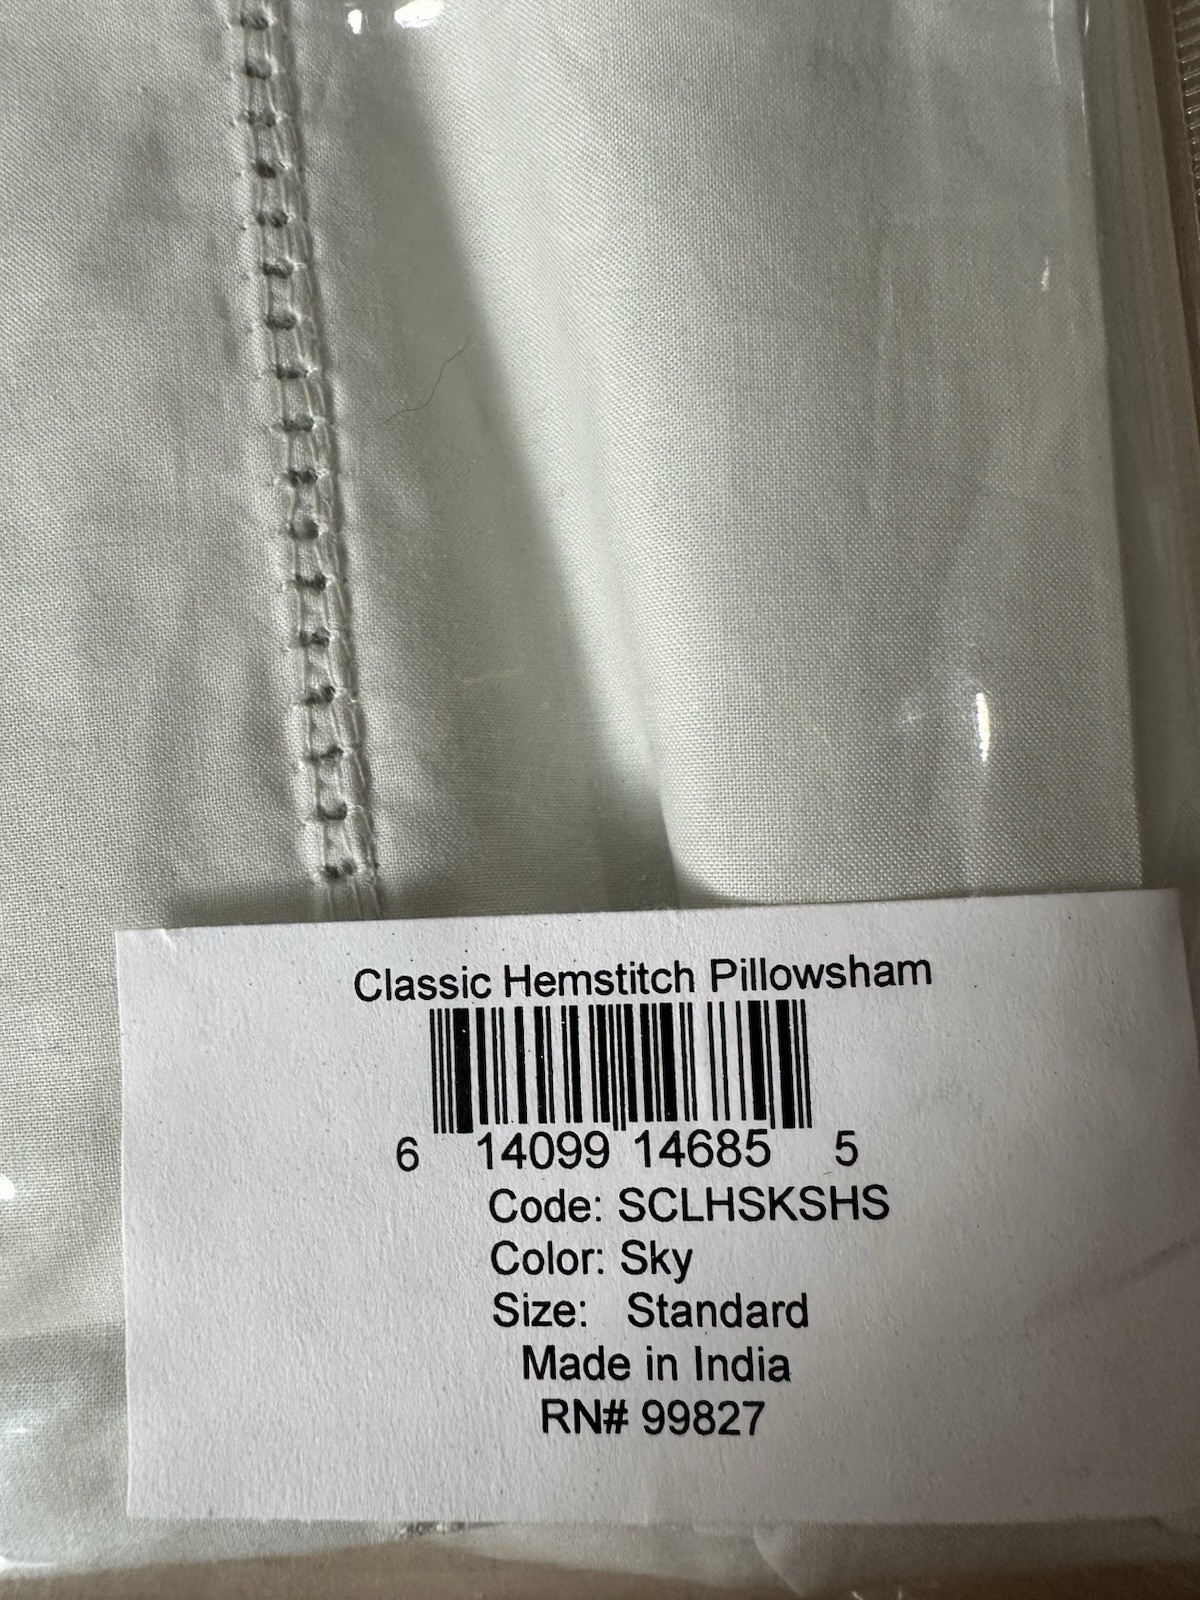 Classic Hemstitch Pillowsham
6 14099 14685 5
Code: SCLHSKSHS
Color: Sky
Size: Standard
Made in India
RN# 99827